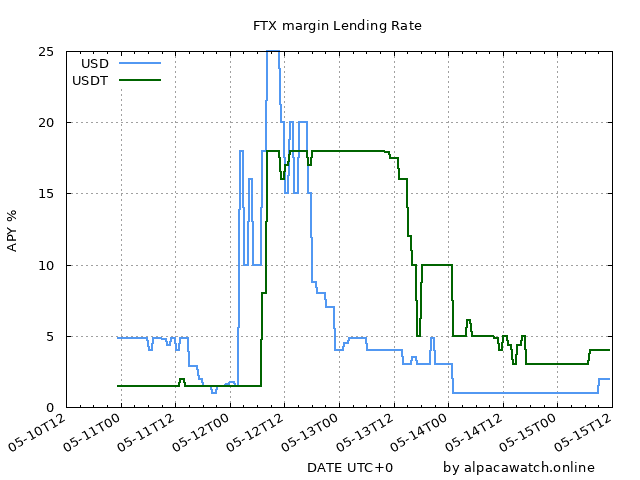 FTX margin Lending Rate
25
20
15
10
5
0
APY %
USD
USDT
05-10T12
05-11T00
05-11T12
05-12T00
05-12T12
05-13T00
05-13T12
05-14T00
05-14T12
05-15T00
05-15T12
DATE UTC+0
by alpacawatch.online